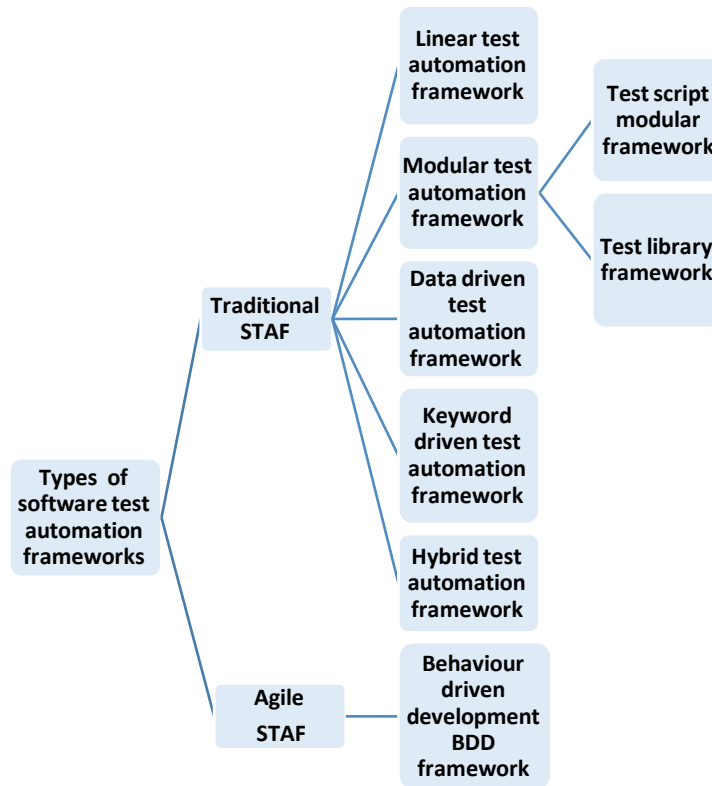 Linear test
automation
framework
Test script
modular
framework
Modular test
automation
framework
Test library
framework
Traditional
STAF
Data driven
test
automation
framework
Keyword
driven test
automation
framework
Types of
software test
automation
frameworks
Hybrid test
automation
framework
Agile
STAF
Behaviour
driven
development
BDD
framework